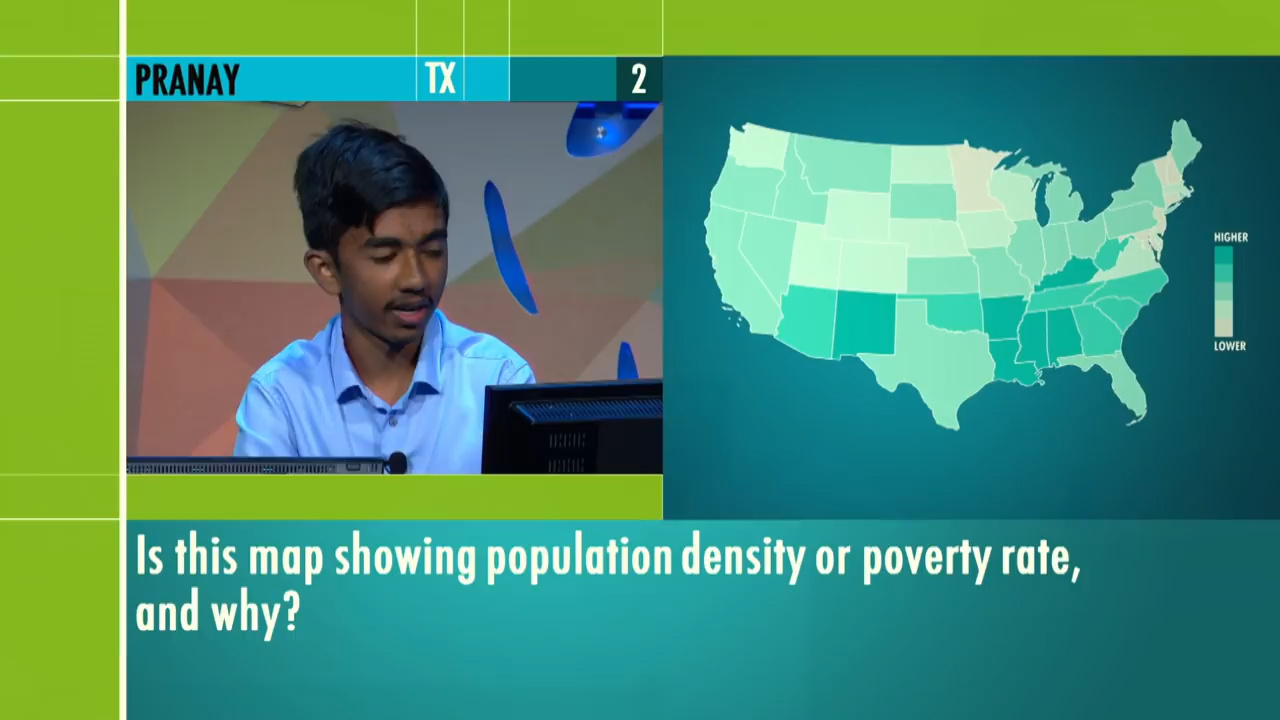 PRANAY TX 2
HIGHER
LOWER
Is this map showing population density or poverty rate,
and why?